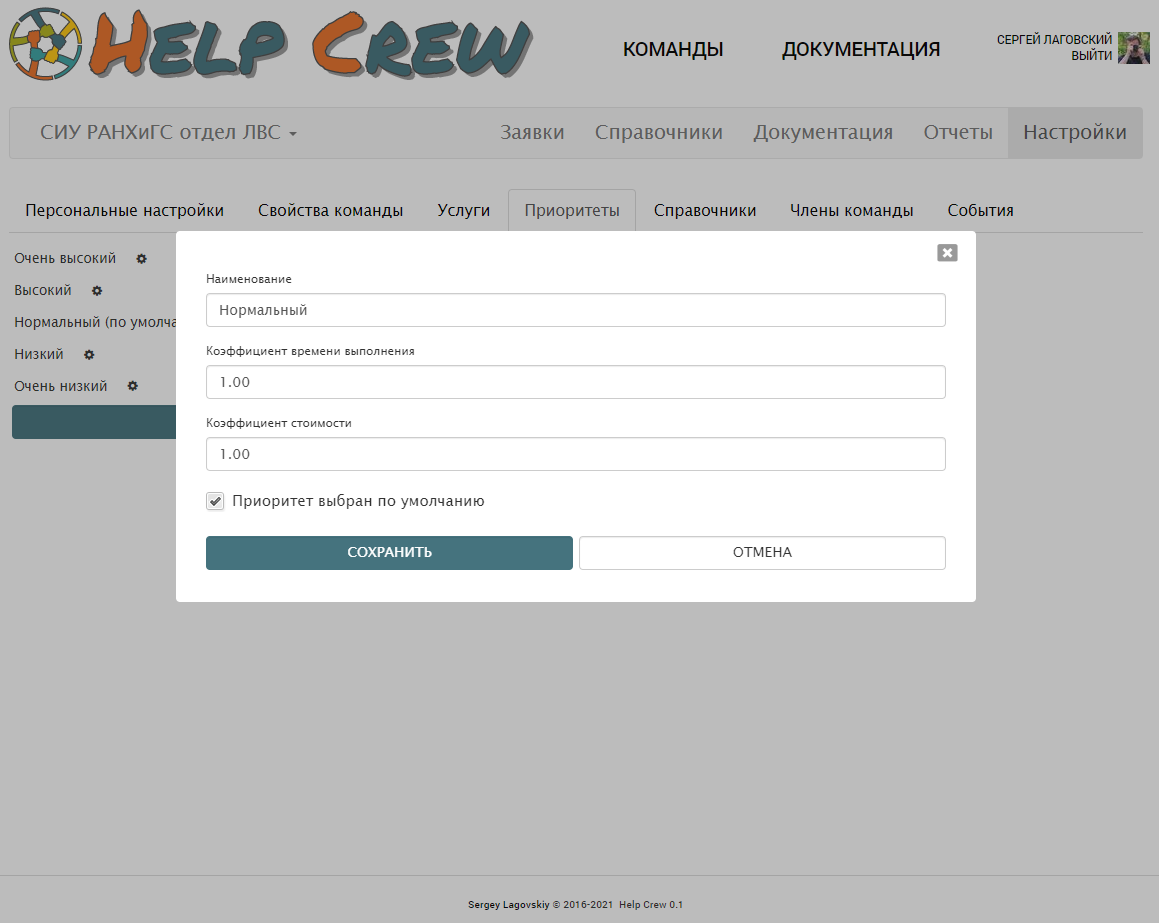 Help Crew
КОМАНДЫ
ДОКУМЕНТАЦИЯ
СЕРГЕЙ ЛАГОВСКИЙ
ВЫЙТИ
СИУ РАНХиГС отдел ЛВС
Заявки
Справочники
Документация
Отчеты
Настройки
Персональные настройки
Свойства команды
Услуги
Приоритеты
Справочники
Члены команды
События
Очень высокий
Высокий
Нормальный (по умолча
Низкий
Очень низкий
Наименование
Нормальный
Коэффициент времени выполнения
1.00
Коэффициент стоимости
1.00
Приоритет выбран по умолчанию
СОХРАНИТЬ
ОТМЕНА
Sergey Lagovskiy © 2016-2021 Help Crew 0.1